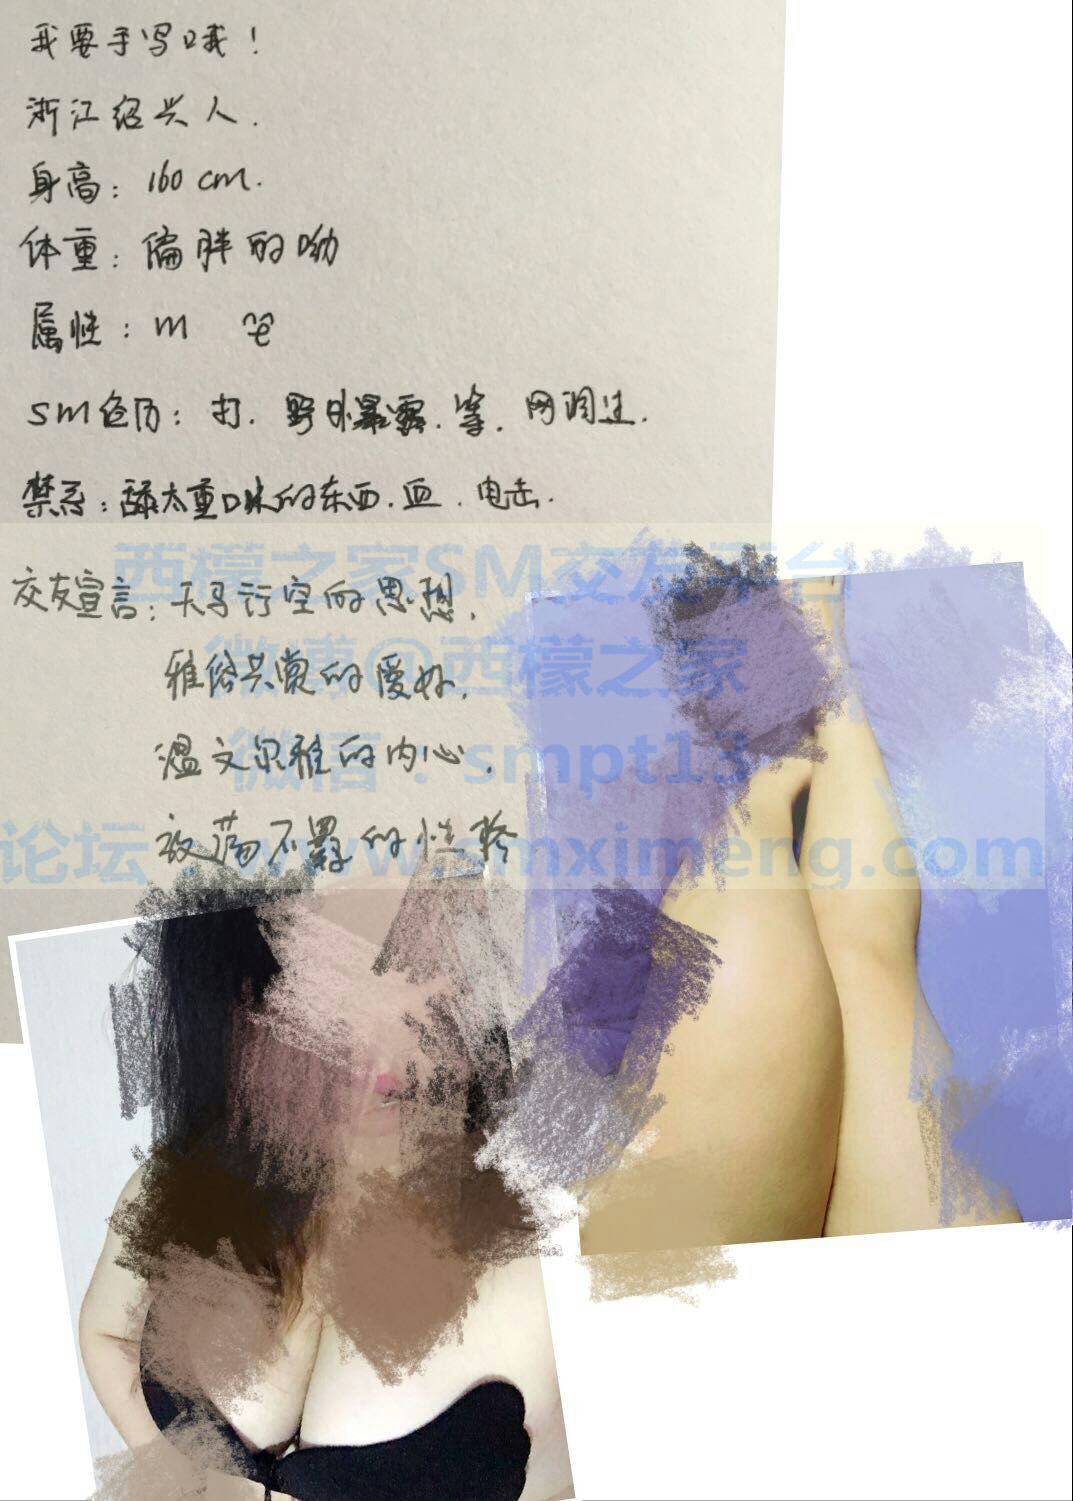 我要手写哦！
浙江绍兴人.
身高：160 cm.
体重：偏胖的呦
属性：m
SM经历：打.野外暴露.等.网调过.
禁忌：舔太重口味的东西.血.电击.
西檬之家SM交友平台
交友宣言：天马行空的思想，
微博@西檬之家
雅俗共赏的爱好，
微信：smpt13
温文尔雅的内心，
放荡不羁的性格
论坛：www.smximeng.com